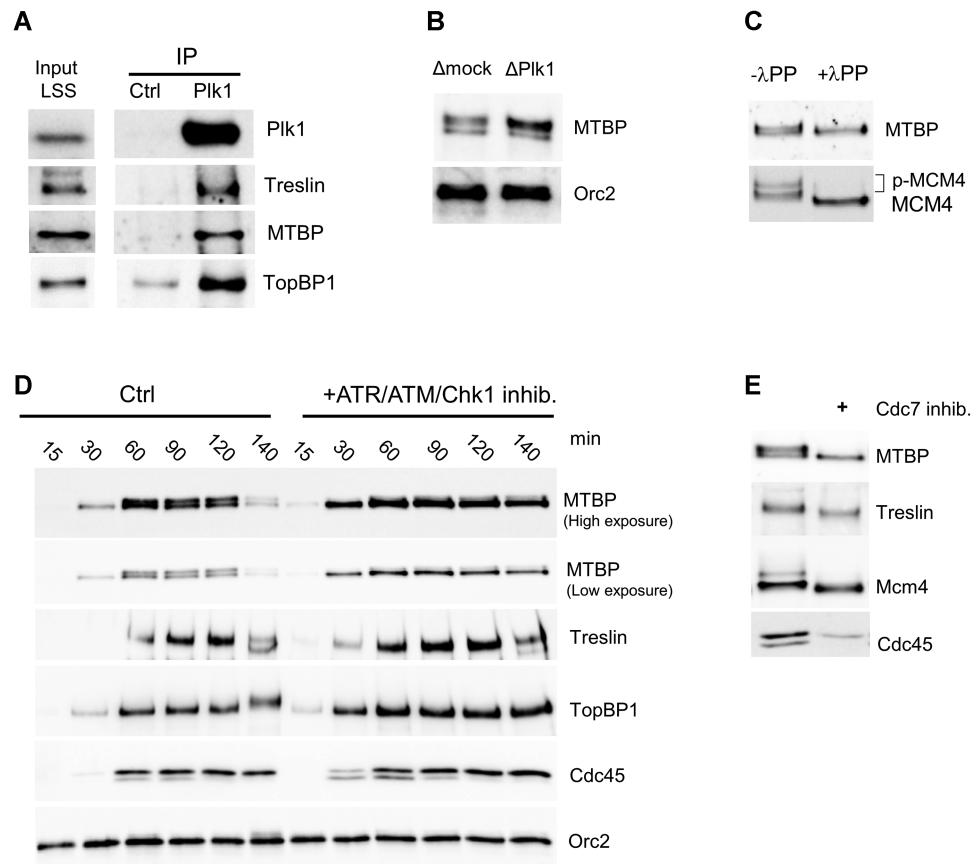 A
Input
LSS
IP
Ctrl
Plk1
Plk1
Treslin
MTBP
TopBP1
B
Δmock
ΔPlk1
MTBP
Orc2
C
-λPP
+λPP
MTBP
p-MCM4
MCM4
D
Ctrl
+ATR/ATM/Chk1 inhib.
15 30 60 90 120 140 15 30 60 90 120 140 min
MTBP
(High exposure)
MTBP
(Low exposure)
Treslin
TopBP1
Cdc45
Orc2
E
+ Cdc7 inhib.
MTBP
Treslin
Mcm4
Cdc45